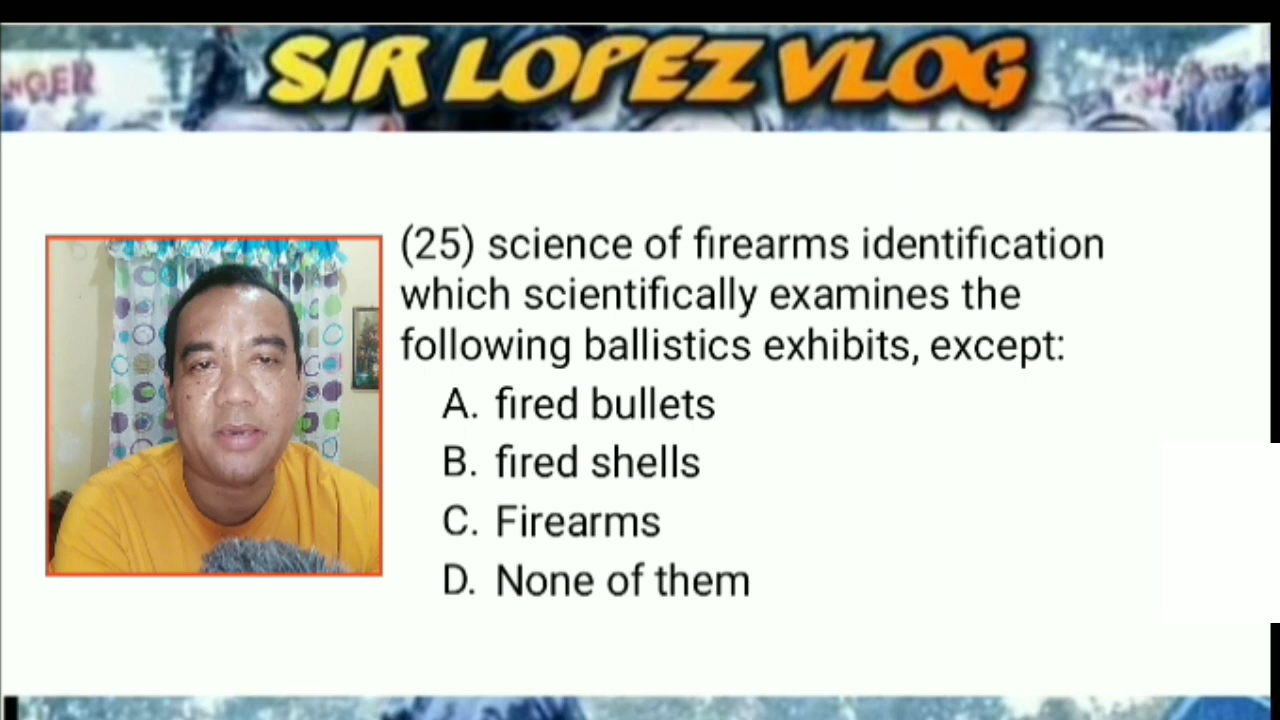 SIR LOPEZ VLOG
(25) science of firearms identification
which scientifically examines the
following ballistics exhibits, except:
A. fired bullets
B. fired shells
C. Firearms
D. None of them